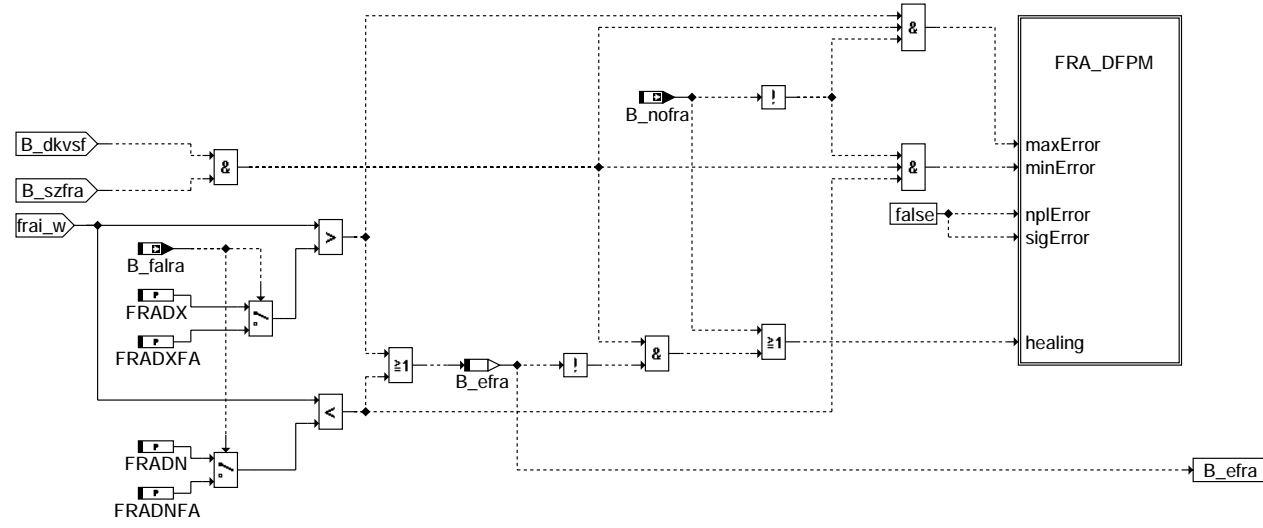 &
FRA_DFPM
!
B_nofra
B_dkvsf
&
&
maxError
minError
B_szfra
frai_w
false
nplError
sigError
>
B_falra
P
FRADX
P
FRADXFA
≥1
healing
≥1
&
!
B_efra
<
P
FRADN
B_efra
P
FRADNFA